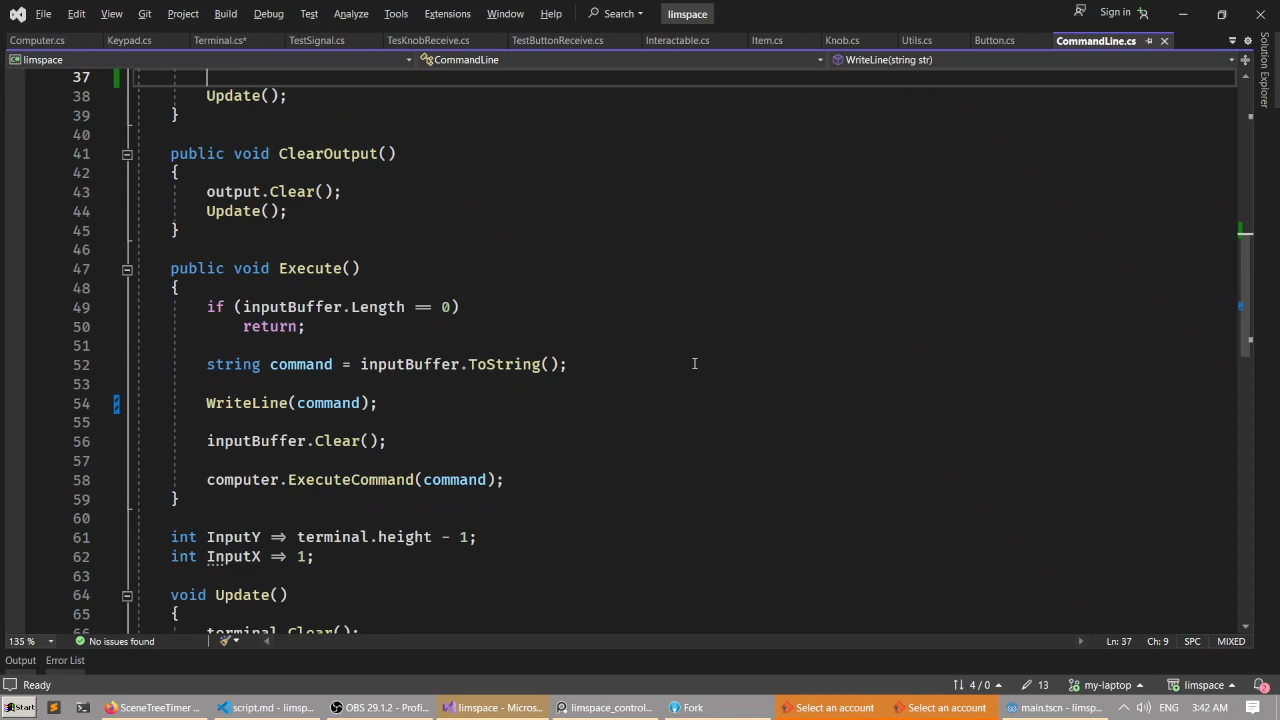 File Edit View Git Project Build Debug Test Analyze Tools Extensions Window Help Search limspace Sign in
Computer.cs Keypad.cs Terminal.cs* TestSignal.cs TesKnobReceive.cs TestButtonReceive.cs Interactable.cs Item.cs Knob.cs Utils.cs Button.cs CommandLine.cs
limspace CommandLine WriteLine(string str)
37
38 Update();
39 }
40
41 public void ClearOutput()
42 {
43 output.Clear();
44 Update();
45 }
46
47 public void Execute()
48 {
49 if (inputBuffer.Length == 0)
50 return;
51
52 string command = inputBuffer.ToString();
53
54 WriteLine(command);
55
56 inputBuffer.Clear();
57
58 computer.ExecuteCommand(command);
59 }
60
61 int InputY => terminal.height - 1;
62 int InputX => 1;
63
64 void Update()
65 {
66 terminal.Clear();
135 % No issues found Ln: 37 Ch: 9 SPC MIXED
Output Error List
Ready 4 / 0 13 my-laptop limspace 2
Start SceneTreeTimer script.md - limsp... OBS 29.1.2 - Profi... limspace - Micros... limspace_control... Fork Select an account Select an account main.tscn - limsp... ENG 3:42 AM
Solution Explorer